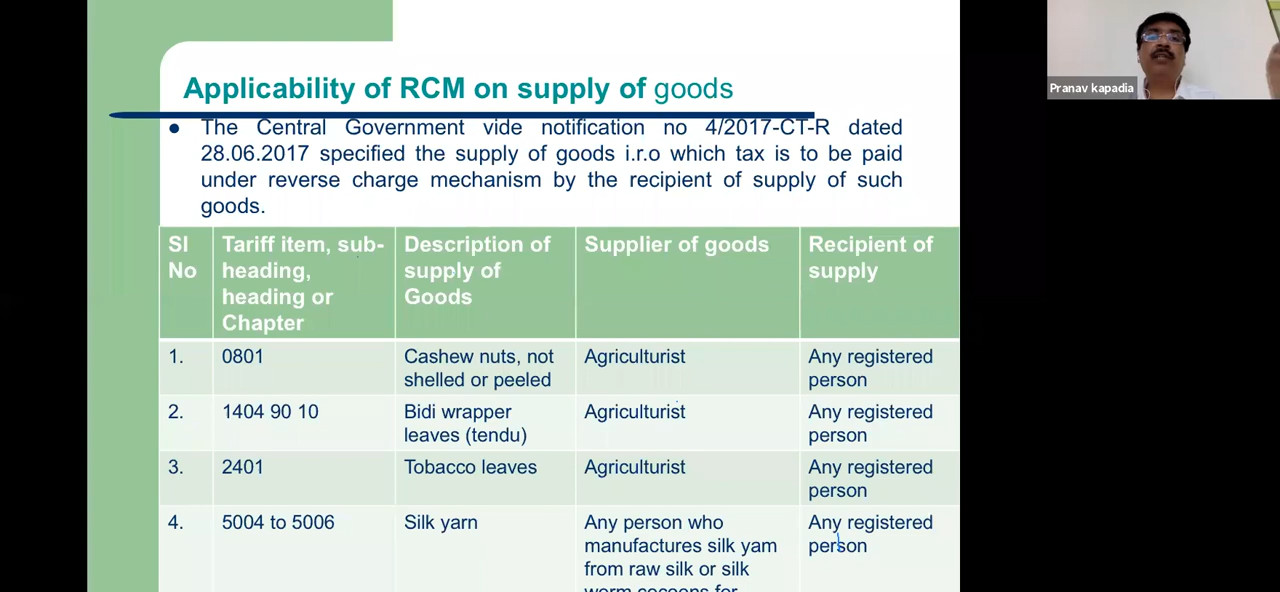 Applicability of RCM on supply of goods
Pranav kapadia
● The Central Government vide notification no 4/2017-CT-R dated
28.06.2017 specified the supply of goods i.r.o which tax is to be paid
under reverse charge mechanism by the recipient of supply of such
goods.
Sl No | Tariff item, sub-heading, heading or Chapter | Description of supply of Goods | Supplier of goods | Recipient of supply
1. | 0801 | Cashew nuts, not shelled or peeled | Agriculturist | Any registered person
2. | 1404 90 10 | Bidi wrapper leaves (tendu) | Agriculturist | Any registered person
3. | 2401 | Tobacco leaves | Agriculturist | Any registered person
4. | 5004 to 5006 | Silk yarn | Any person who manufactures silk yam from raw silk or silk worm cocoons for | Any registered person